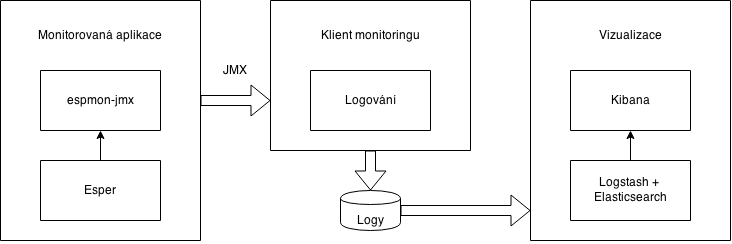 Monitorovaná aplikace
espmon-jmx
Esper
JMX
Klient monitoringu
Logování
Logy
Vizualizace
Kibana
Logstash +
Elasticsearch